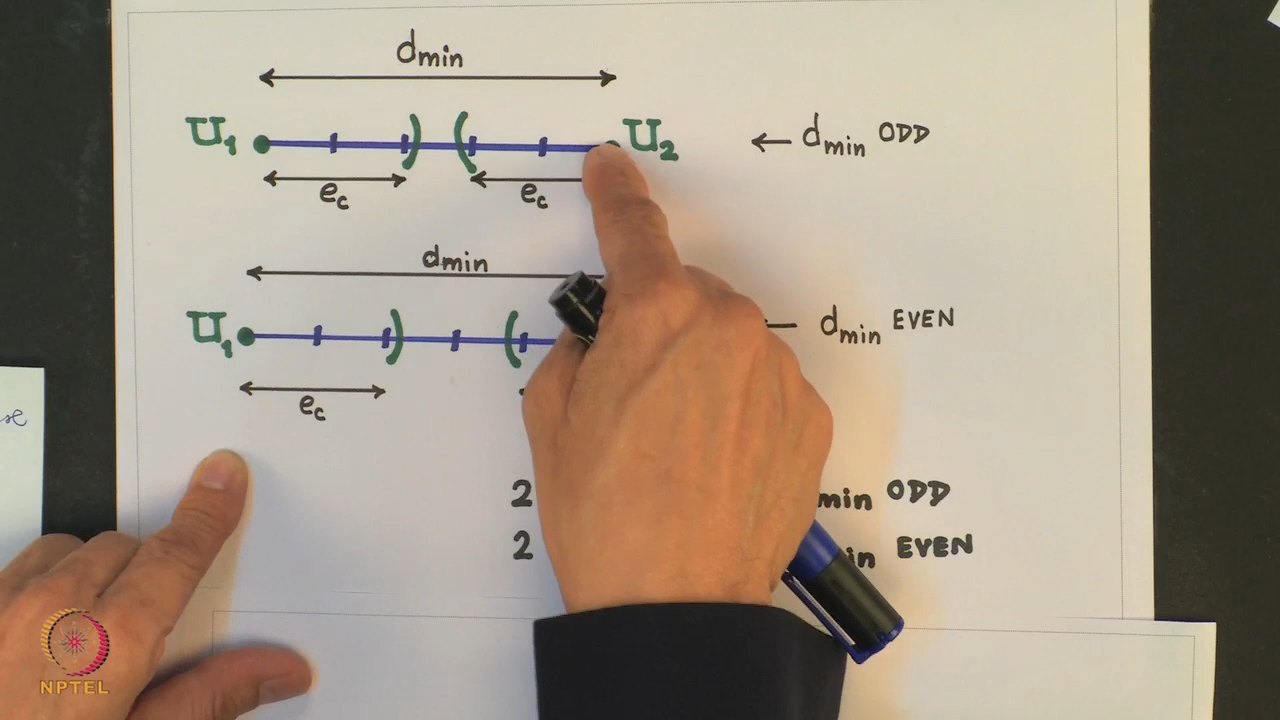 dmin
U1 U2 ← dmin ODD
ec ec
dmin
U1 dmin EVEN
ec
2 min ODD
2 in EVEN
se
NPTEL